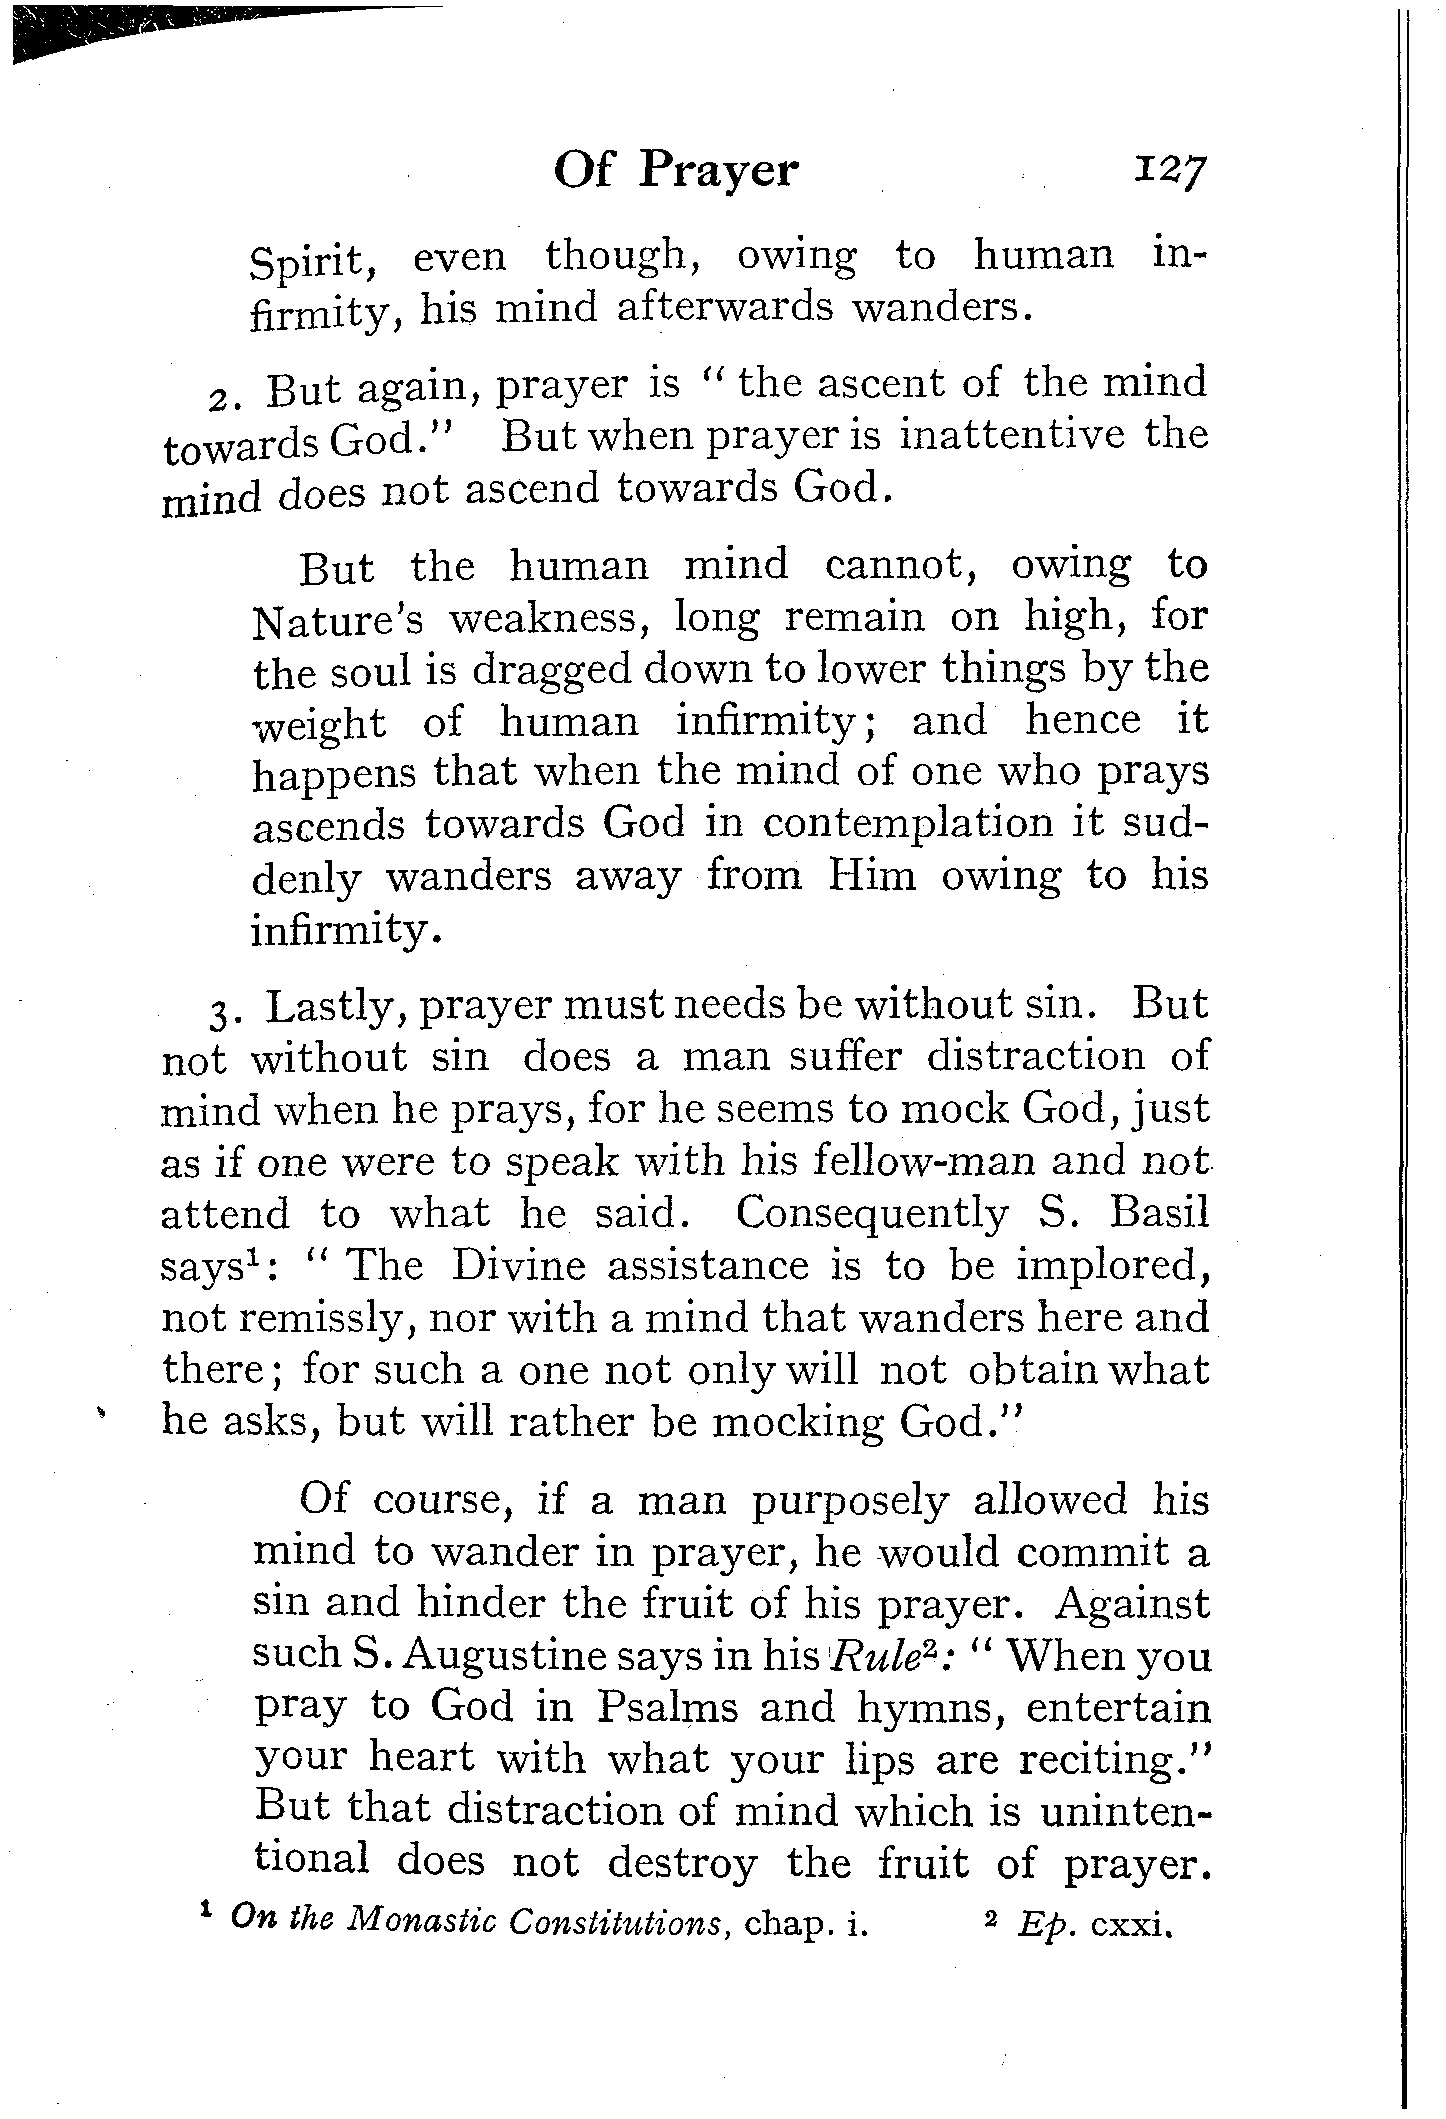 Of Prayer 127
Spirit, even though, owing to human in-
firmity, his mind afterwards wanders.
2. But again, prayer is “ the ascent of the mind
towards God.” But when prayer is inattentive the
mind does not ascend towards God.
But the human mind cannot, owing to
Nature's weakness, long remain on high, for
the soul is dragged down to lower things by the
weight of human infirmity; and hence it
happens that when the mind of one who prays
ascends towards God in contemplation it sud-
denly wanders away from Him owing to his
infirmity.
3. Lastly, prayer must needs be without sin. But
not without sin does a man suffer distraction of
mind when he prays, for he seems to mock God, just
as if one were to speak with his fellow-man and not
attend to what he said. Consequently S. Basil
says¹: “ The Divine assistance is to be implored,
not remissly, nor with a mind that wanders here and
there; for such a one not only will not obtain what
he asks, but will rather be mocking God.”
Of course, if a man purposely allowed his
mind to wander in prayer, he would commit a
sin and hinder the fruit of his prayer. Against
such S. Augustine says in his Rule²: “ When you
pray to God in Psalms and hymns, entertain
your heart with what your lips are reciting.”
But that distraction of mind which is uninten-
tional does not destroy the fruit of prayer.
¹ On the Monastic Constitutions, chap. i. ² Ep. cxxi.